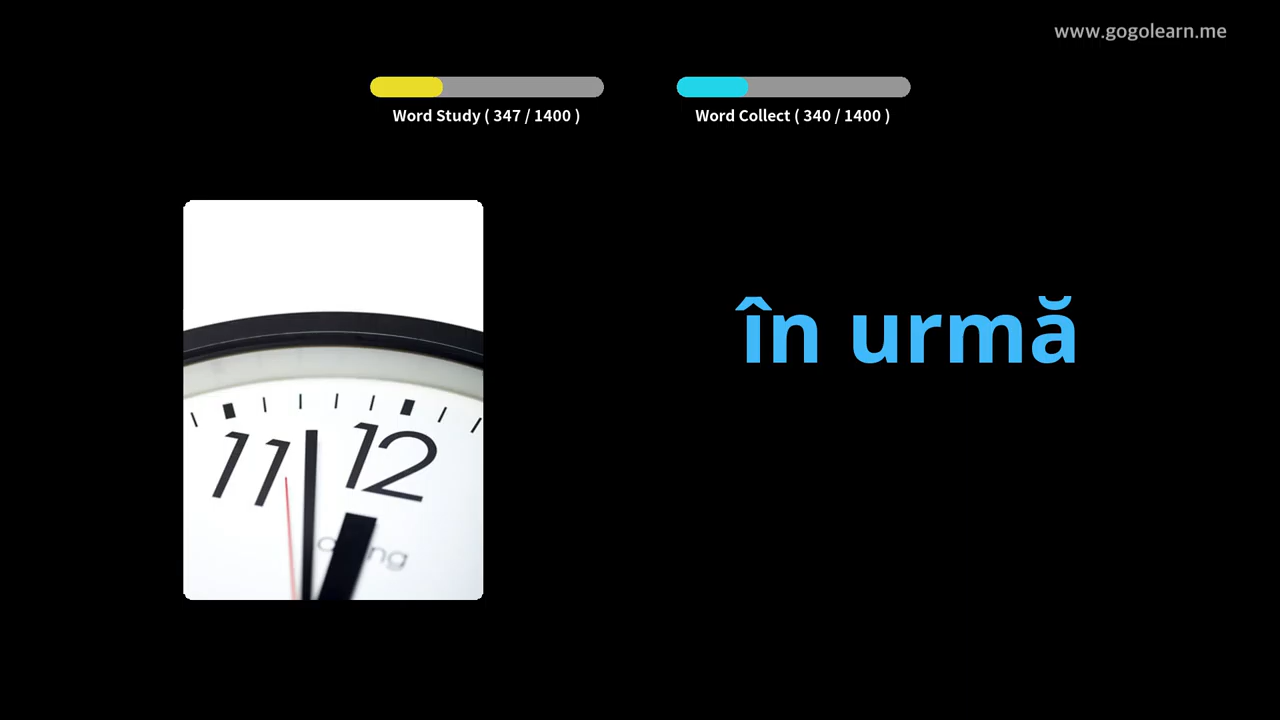 www.gogolearn.me
Word Study ( 347 / 1400 )
Word Collect ( 340 / 1400 )
în urmă
11
12